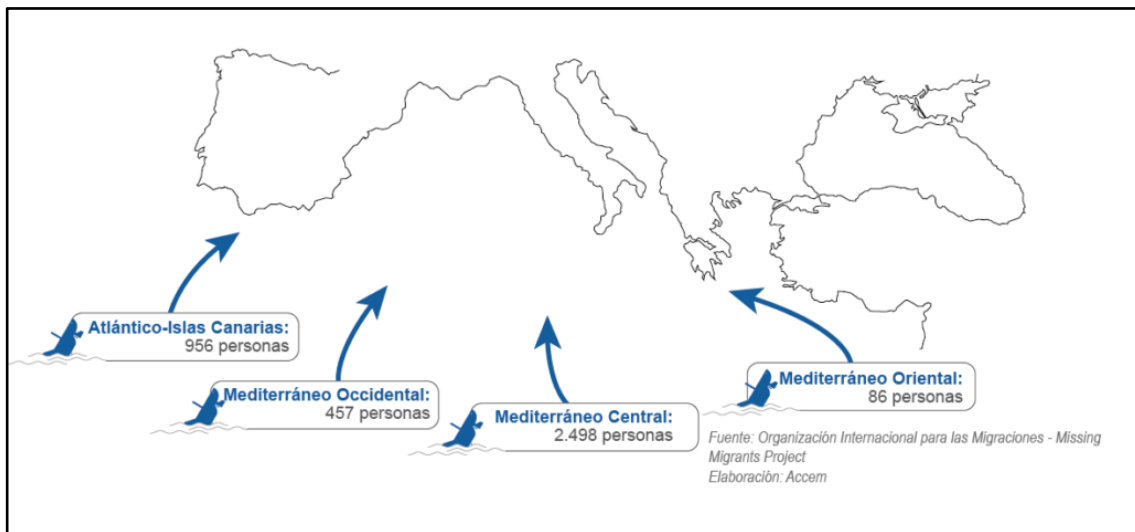 Atlántico-Islas Canarias:
956 personas
Mediterráneo Occidental:
457 personas
Mediterráneo Central:
2.498 personas
Mediterráneo Oriental:
86 personas
Fuente: Organización Internacional para las Migraciones - Missing
Migrants Project
Elaboración: Accem